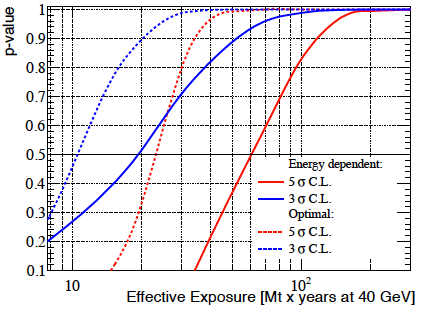 p-value
1
0.9
0.8
0.7
0.6
0.5
0.4
0.3
0.2
0.1
Energy dependent:
5 σ C.L.
3 σ C.L.
Optimal:
5 σ C.L.
3 σ C.L.
10
10²
Effective Exposure [Mt x years at 40 GeV]